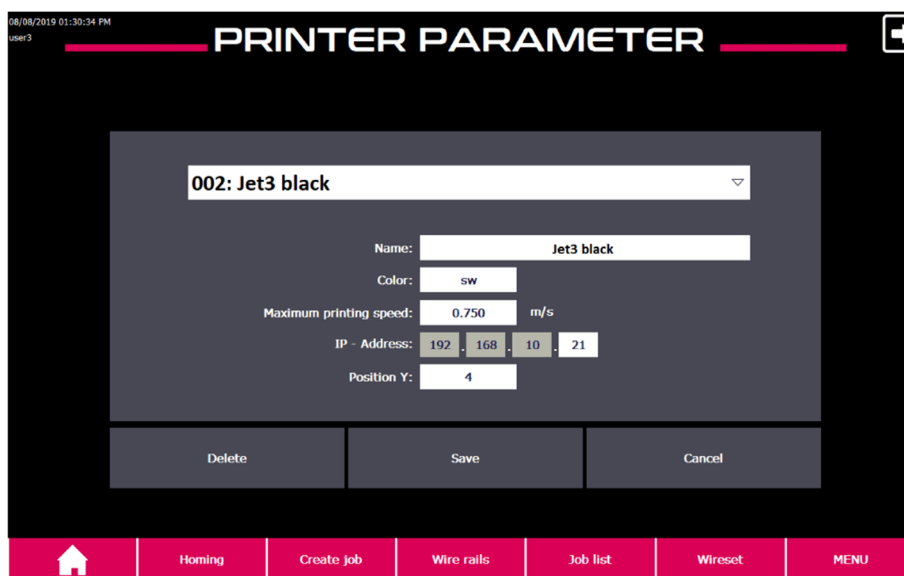 08/08/2019 01:30:34 PM
user3
PRINTER PARAMETER
002: Jet3 black
Name: Jet3 black
Color: sw
Maximum printing speed: 0.750 m/s
IP - Address: 192 . 168 . 10 . 21
Position Y: 4
Delete Save Cancel
Homing Create job Wire rails Job list Wireset MENU